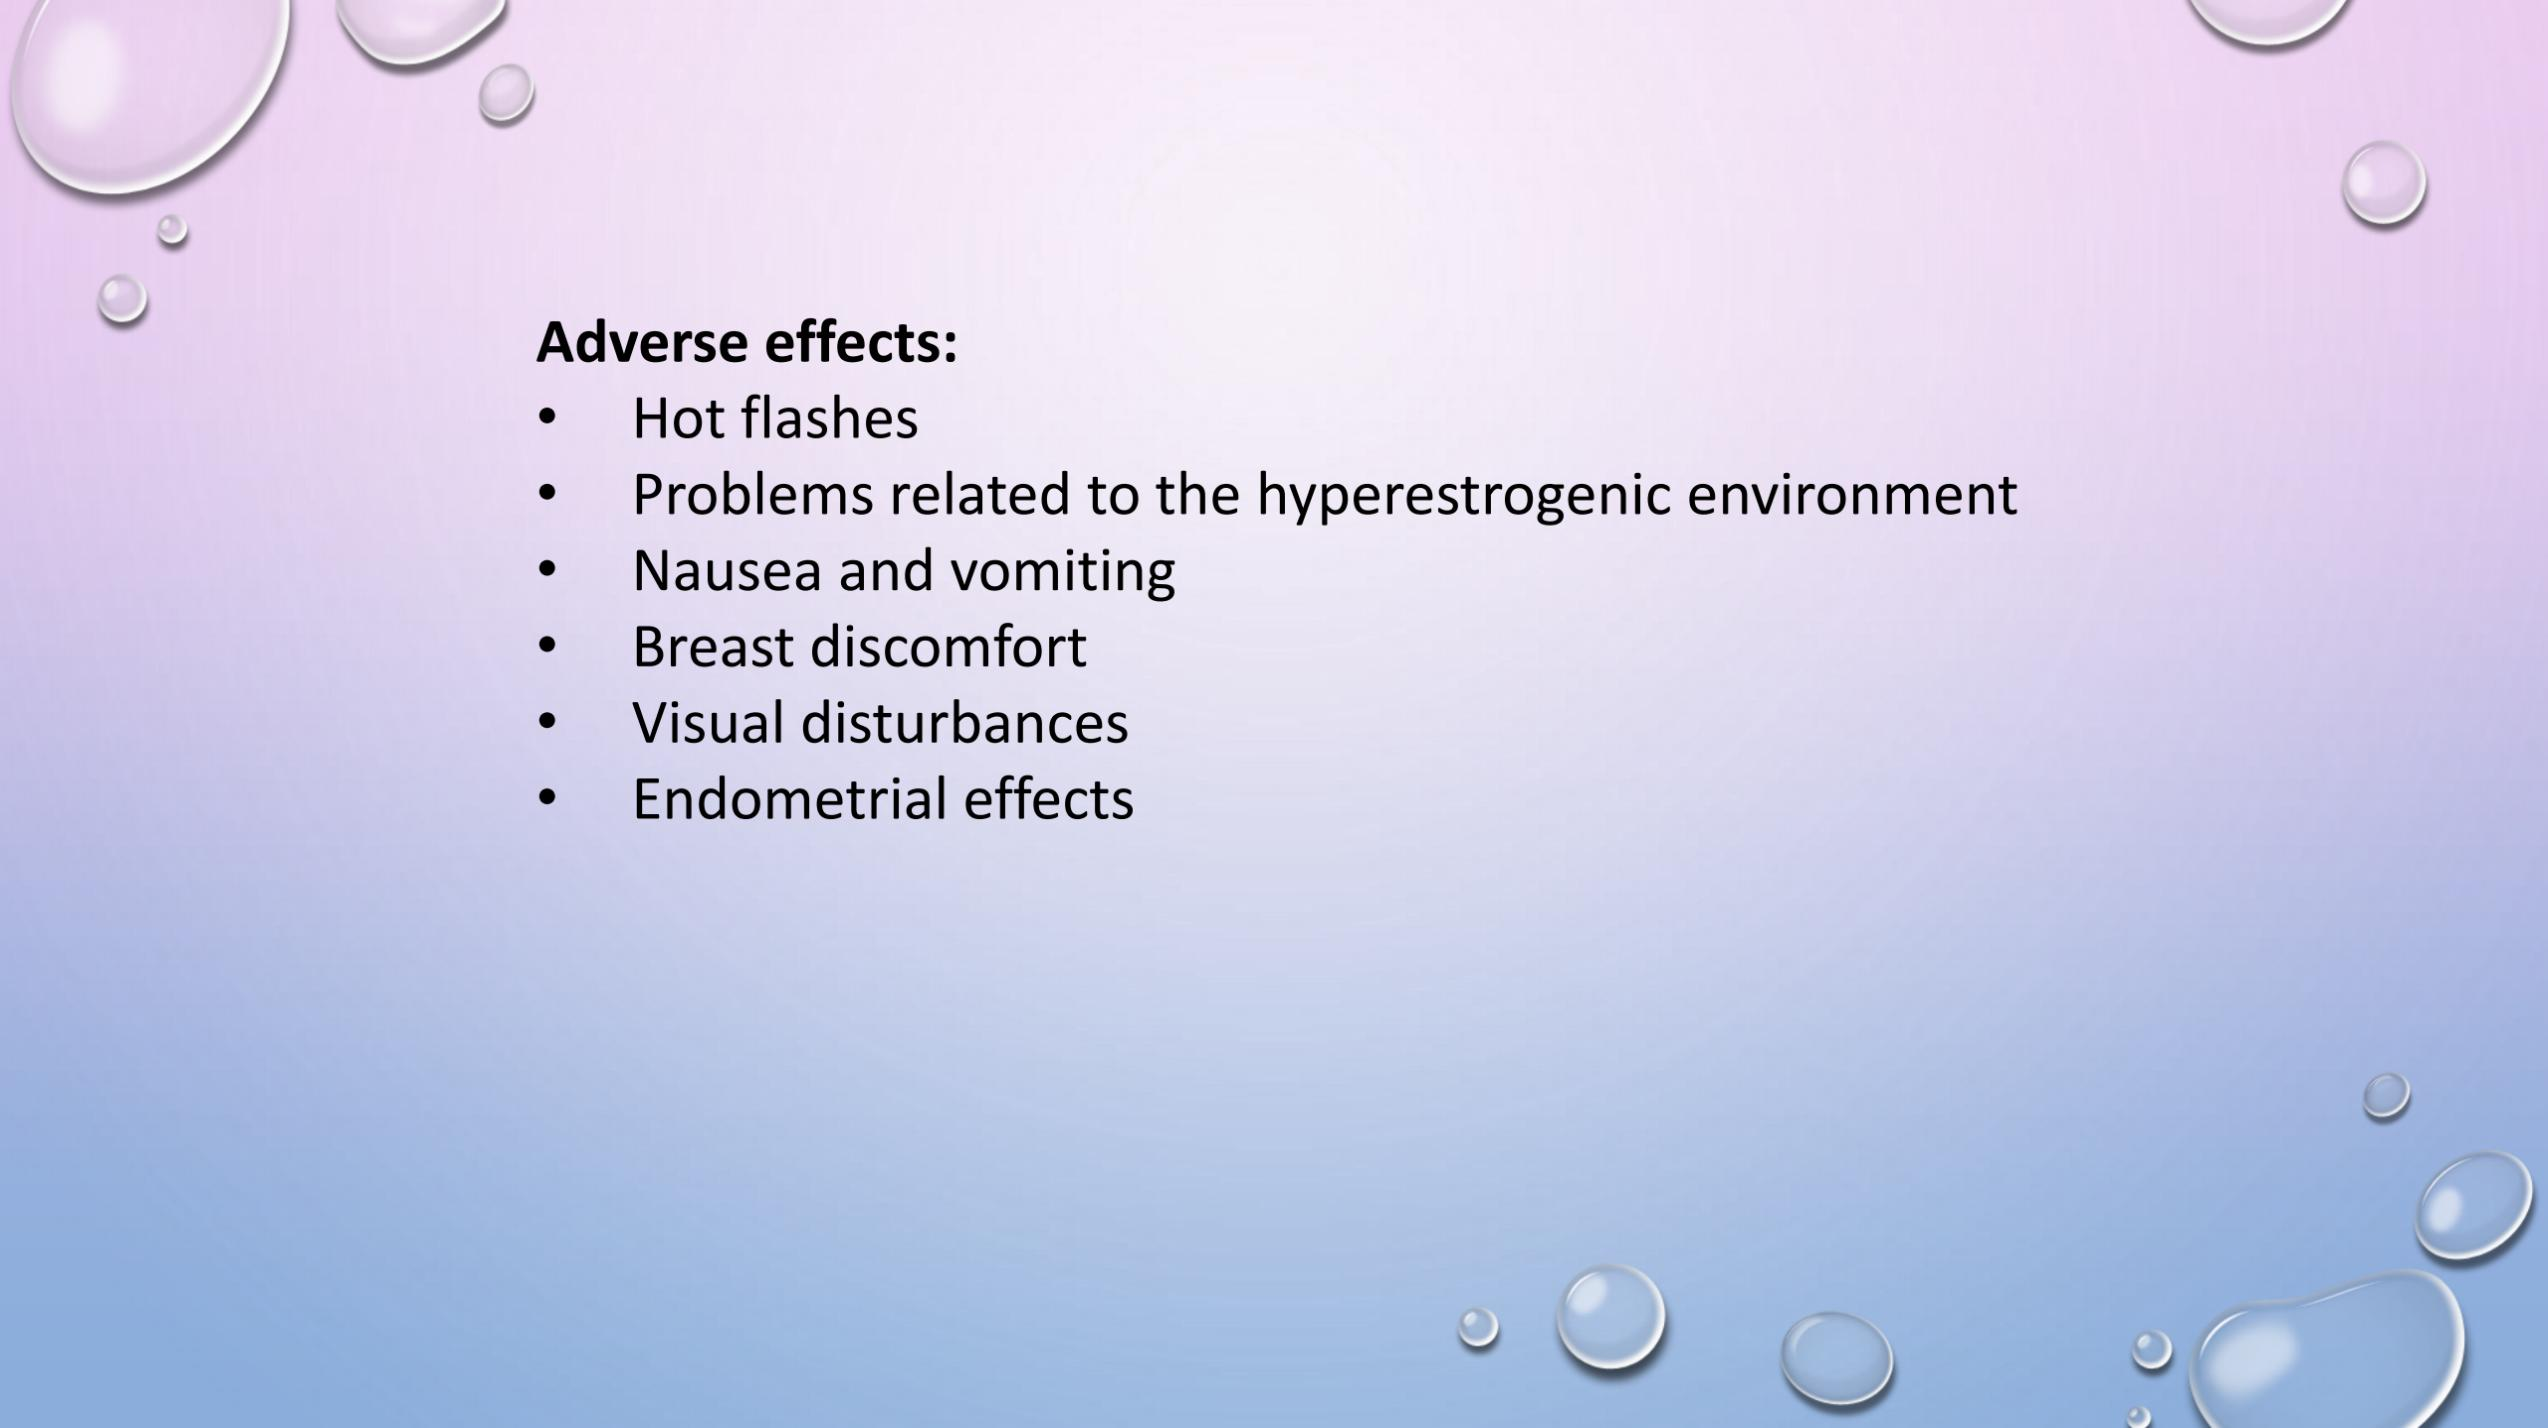 Adverse effects:
• Hot flashes
• Problems related to the hyperestrogenic environment
• Nausea and vomiting
• Breast discomfort
• Visual disturbances
• Endometrial effects